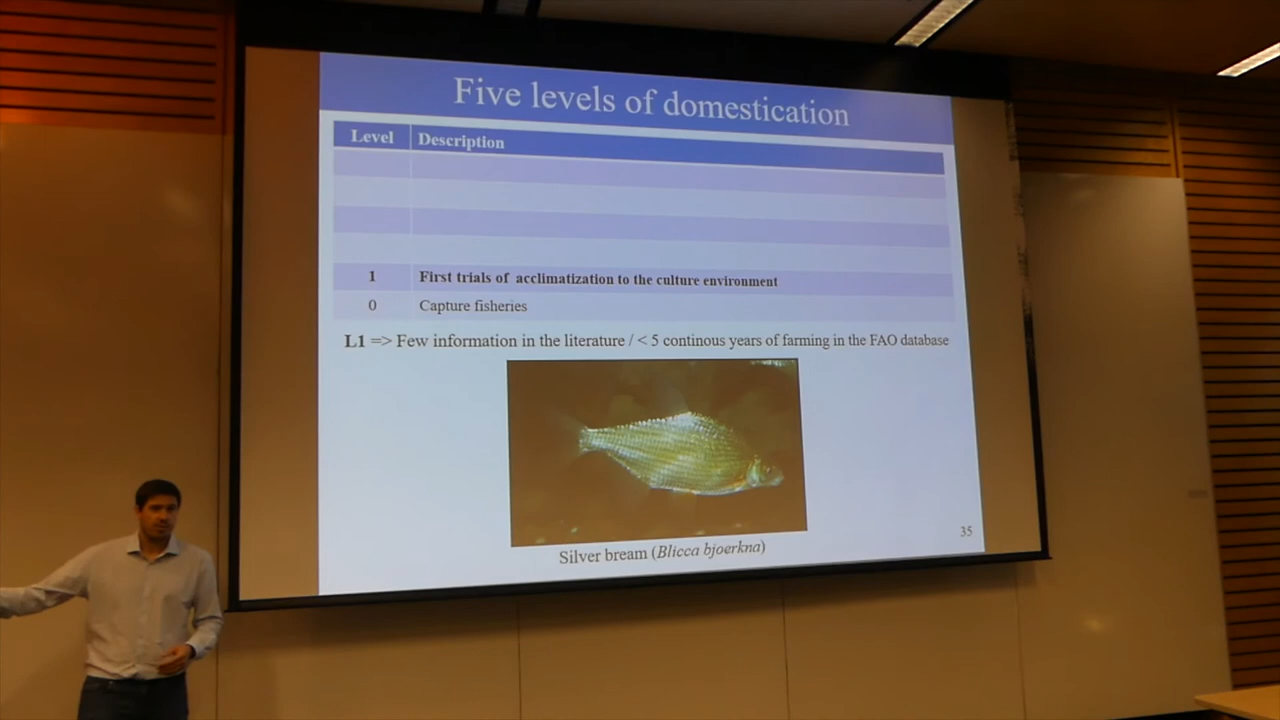 Five levels of domestication
Level Description
1 First trials of acclimatization to the culture environment
0 Capture fisheries
L1 => Few information in the literature / < 5 continous years of farming in the FAO database
Silver bream (Blicca bjoerkna)
35